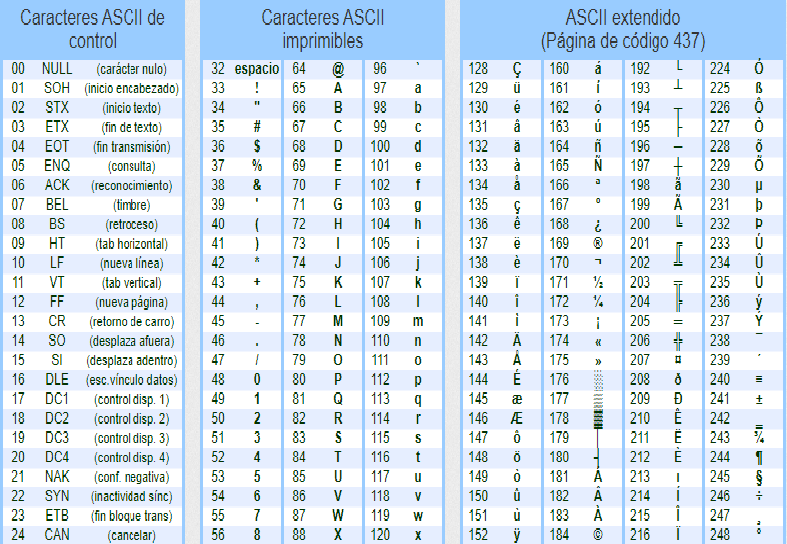 Caracteres ASCII de control
Caracteres ASCII imprimibles
ASCII extendido (Página de código 437)
00 NULL (carácter nulo) 32 espacio 64 @ 96 ` 128 Ç 160 á 192 └ 224 Ó
01 SOH (inicio encabezado) 33 ! 65 A 97 a 129 ü 161 í 193 ┴ 225 ß
02 STX (inicio texto) 34 " 66 B 98 b 130 é 162 ó 194 ┬ 226 Ô
03 ETX (fin de texto) 35 # 67 C 99 c 131 â 163 ú 195 ├ 227 Ò
04 EOT (fin transmisión) 36 $ 68 D 100 d 132 ä 164 ñ 196 ─ 228 õ
05 ENQ (consulta) 37 % 69 E 101 e 133 à 165 Ñ 197 ┼ 229 Õ
06 ACK (reconocimiento) 38 & 70 F 102 f 134 å 166 ª 198 ã 230 µ
07 BEL (timbre) 39 ' 71 G 103 g 135 ç 167 º 199 Ã 231 þ
08 BS (retroceso) 40 ( 72 H 104 h 136 ê 168 ¿ 200 ╚ 232 Þ
09 HT (tab horizontal) 41 ) 73 I 105 i 137 ë 169 ® 201 ╔ 233 Ú
10 LF (nueva línea) 42 * 74 J 106 j 138 è 170 ¬ 202 ╩ 234 Û
11 VT (tab vertical) 43 + 75 K 107 k 139 ï 171 ½ 203 ╦ 235 Ù
12 FF (nueva página) 44 , 76 L 108 l 140 î 172 ¼ 204 ╠ 236 ý
13 CR (retorno de carro) 45 - 77 M 109 m 141 ì 173 ¡ 205 ═ 237 Ý
14 SO (desplaza afuera) 46 . 78 N 110 n 142 Ä 174 « 206 ╬ 238 ¯
15 SI (desplaza adentro) 47 / 79 O 111 o 143 Å 175 » 207 ¤ 239 ´
16 DLE (esc.vínculo datos) 48 0 80 P 112 p 144 É 176 ░ 208 ð 240 ≡
17 DC1 (control disp. 1) 49 1 81 Q 113 q 145 æ 177 ▒ 209 Ð 241 ±
18 DC2 (control disp. 2) 50 2 82 R 114 r 146 Æ 178 ▓ 210 Ê 242 ‗
19 DC3 (control disp. 3) 51 3 83 S 115 s 147 ô 179 │ 211 Ë 243 ¾
20 DC4 (control disp. 4) 52 4 84 T 116 t 148 ö 180 ┤ 212 È 244 ¶
21 NAK (conf. negativa) 53 5 85 U 117 u 149 ò 181 Á 213 ı 245 §
22 SYN (inactividad sínc) 54 6 86 V 118 v 150 û 182 Â 214 Í 246 ÷
23 ETB (fin bloque trans) 55 7 87 W 119 w 151 ù 183 À 215 Î 247 ¸
24 CAN (cancelar) 56 8 88 X 120 x 152 ÿ 184 © 216 Ï 248 °